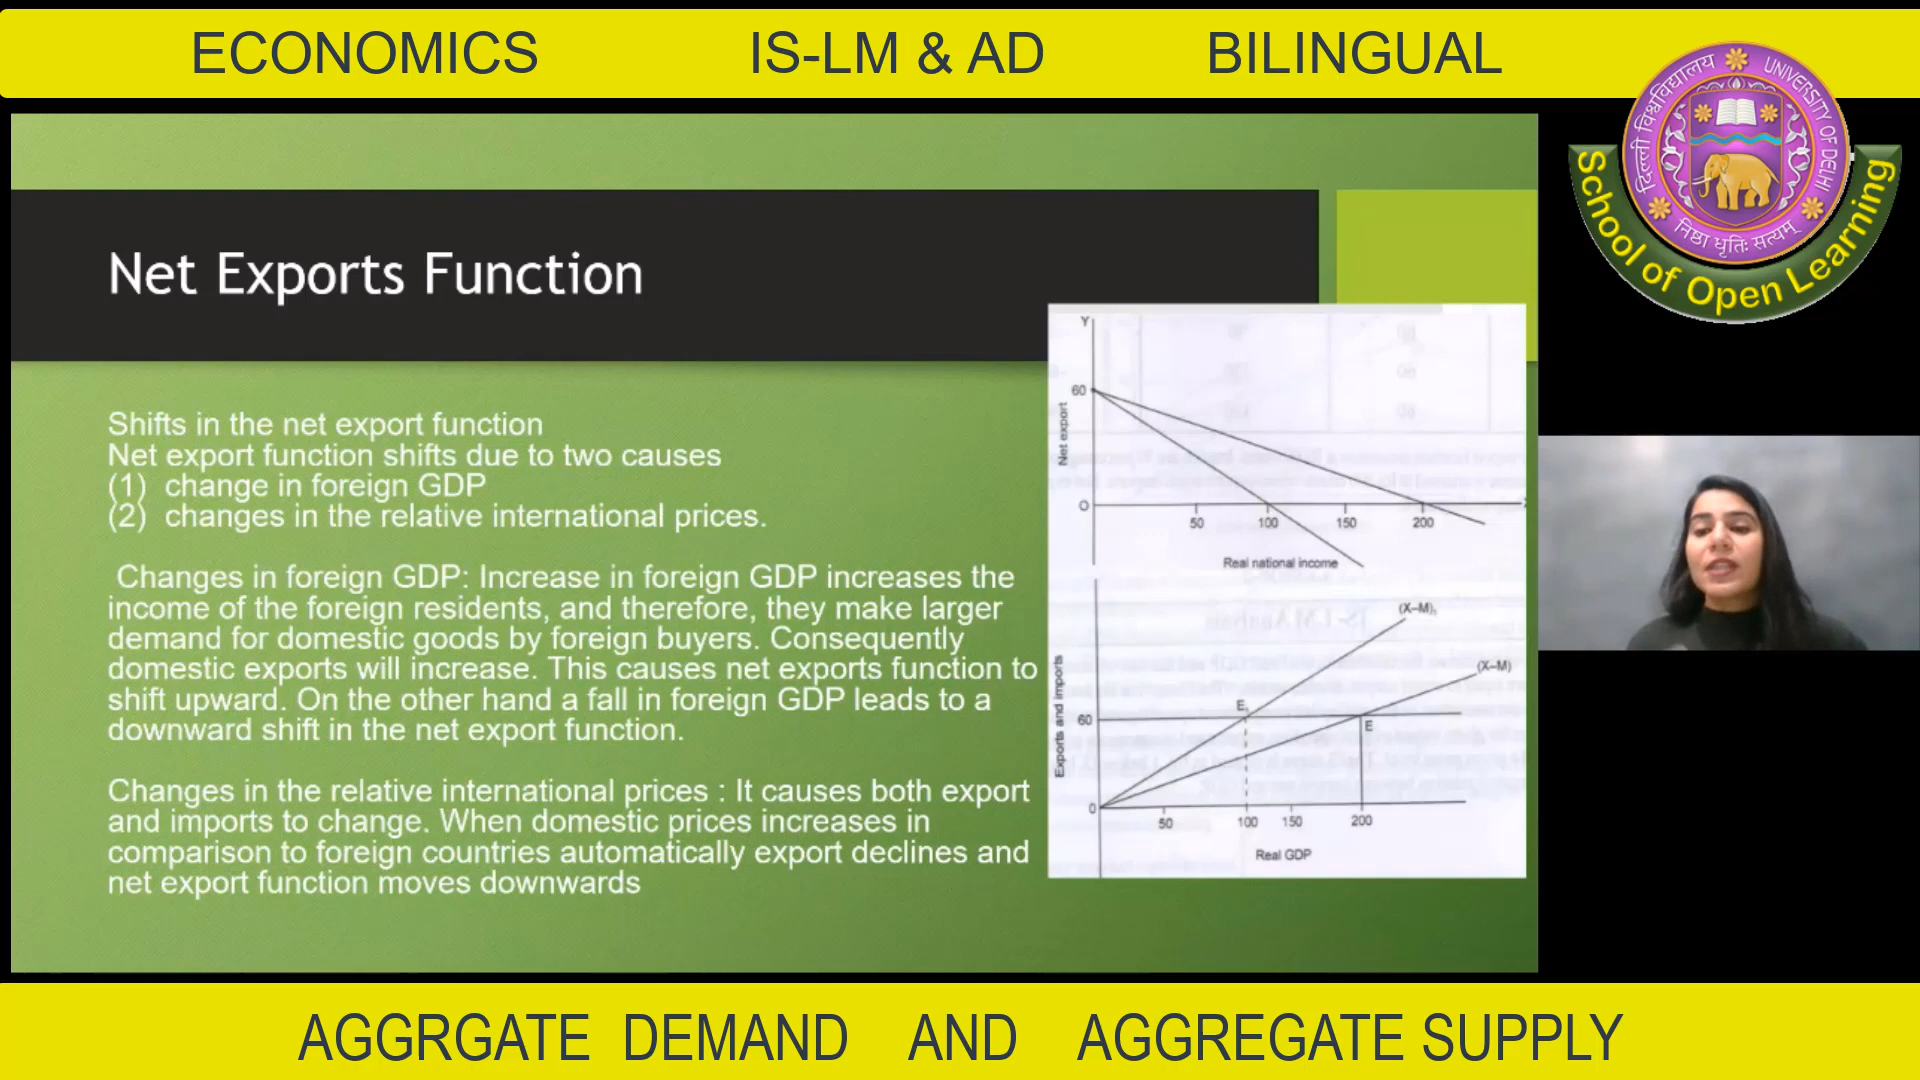 ECONOMICS IS-LM & AD BILINGUAL
दिल्ली विश्वविद्यालय UNIVERSITY OF DELHI
निष्ठा धृतिः सत्यम्
School of Open Learning
Net Exports Function
Shifts in the net export function
Net export function shifts due to two causes
(1) change in foreign GDP
(2) changes in the relative international prices.
Changes in foreign GDP: Increase in foreign GDP increases the
income of the foreign residents, and therefore, they make larger
demand for domestic goods by foreign buyers. Consequently
domestic exports will increase. This causes net exports function to
shift upward. On the other hand a fall in foreign GDP leads to a
downward shift in the net export function.
Changes in the relative international prices : It causes both export
and imports to change. When domestic prices increases in
comparison to foreign countries automatically export declines and
net export function moves downwards
Y
60
Net export
O
50 100 150 200
Real national income
(X–M)₁
(X–M)
Exports and imports
E₁
60
E
0
50 100 150 200
Real GDP
AGGRGATE DEMAND AND AGGREGATE SUPPLY